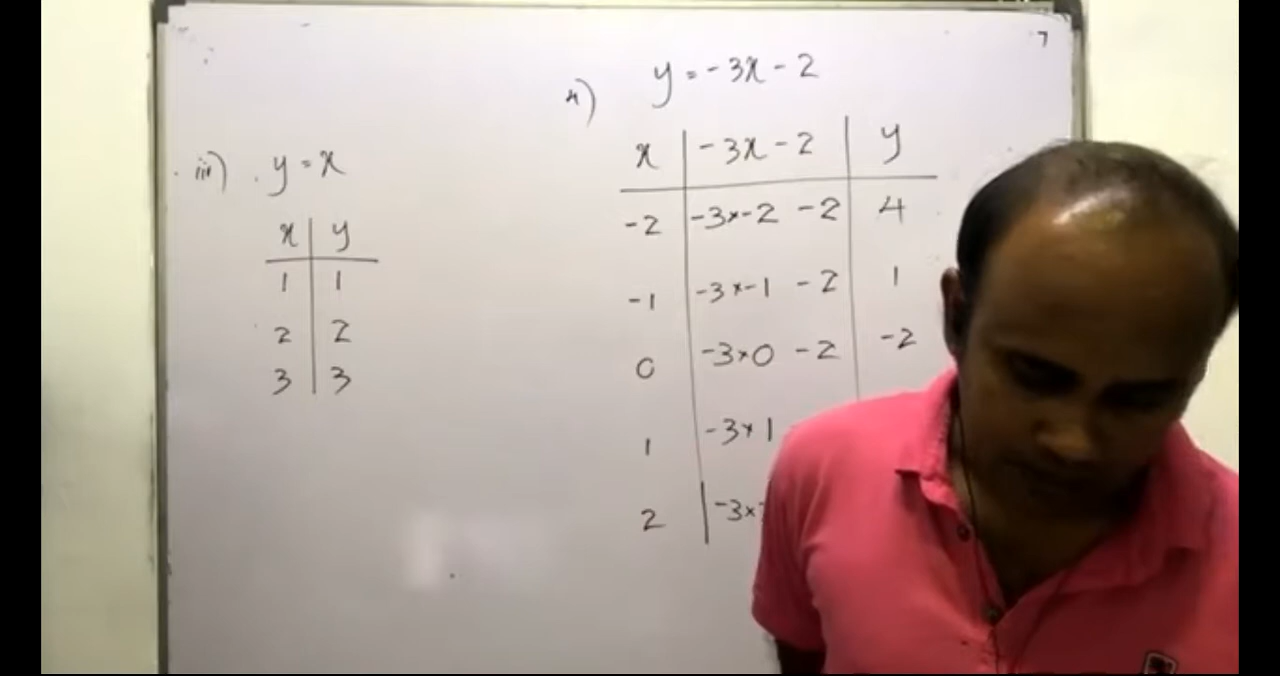 iii) y = x
x y
1 1
2 2
3 3
4) y = -3x - 2
x -3x - 2 y
-2 -3×-2 -2 4
-1 -3×-1 -2 1
0 -3×0 -2 -2
1 -3×1
2 -3×
7